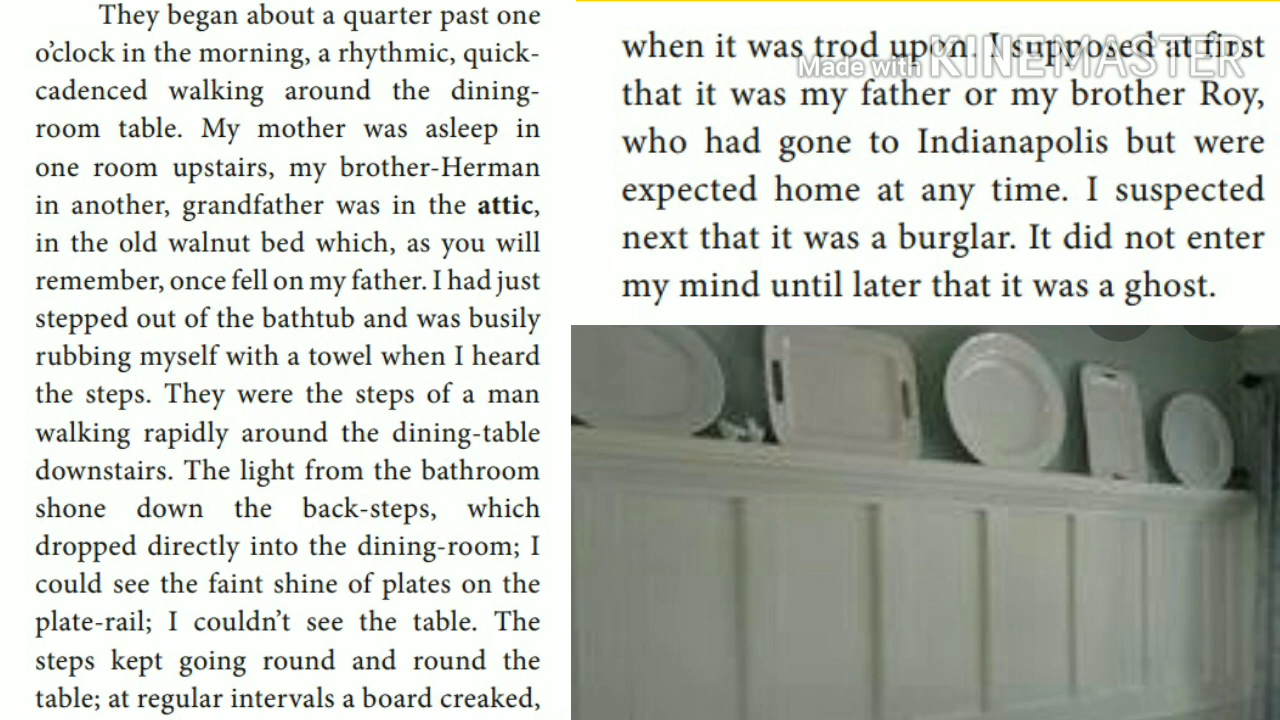 They began about a quarter past one
o'clock in the morning, a rhythmic, quick-
cadenced walking around the dining-
room table. My mother was asleep in
one room upstairs, my brother-Herman
in another, grandfather was in the attic,
in the old walnut bed which, as you will
remember, once fell on my father. I had just
stepped out of the bathtub and was busily
rubbing myself with a towel when I heard
the steps. They were the steps of a man
walking rapidly around the dining-table
downstairs. The light from the bathroom
shone down the back-steps, which
dropped directly into the dining-room; I
could see the faint shine of plates on the
plate-rail; I couldn't see the table. The
steps kept going round and round the
table; at regular intervals a board creaked,
when it was trod upon. I supposed at first
Made with KINEMASTER
that it was my father or my brother Roy,
who had gone to Indianapolis but were
expected home at any time. I suspected
next that it was a burglar. It did not enter
my mind until later that it was a ghost.